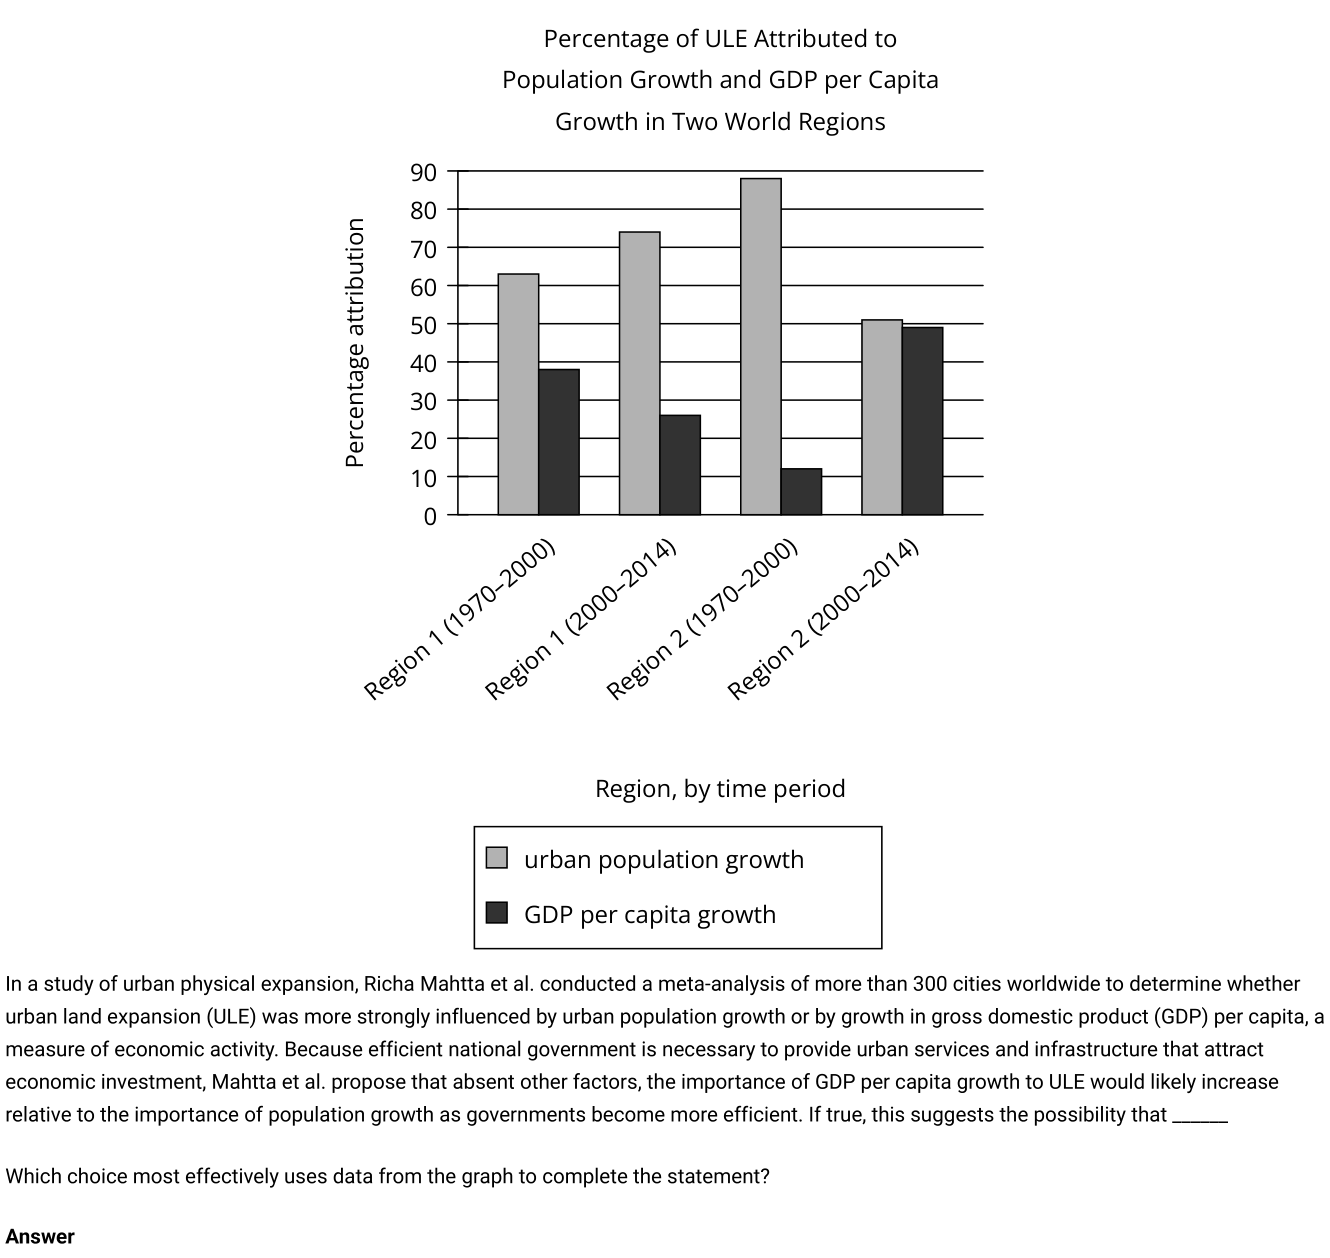 Percentage of ULE Attributed to
Population Growth and GDP per Capita
Growth in Two World Regions
Percentage attribution
90
80
70
60
50
40
30
20
10
0
Region 1 (1970–2000)
Region 1 (2000–2014)
Region 2 (1970–2000)
Region 2 (2000–2014)
Region, by time period
urban population growth
GDP per capita growth
In a study of urban physical expansion, Richa Mahtta et al. conducted a meta-analysis of more than 300 cities worldwide to determine whether
urban land expansion (ULE) was more strongly influenced by urban population growth or by growth in gross domestic product (GDP) per capita, a
measure of economic activity. Because efficient national government is necessary to provide urban services and infrastructure that attract
economic investment, Mahtta et al. propose that absent other factors, the importance of GDP per capita growth to ULE would likely increase
relative to the importance of population growth as governments become more efficient. If true, this suggests the possibility that ______
Which choice most effectively uses data from the graph to complete the statement?
Answer